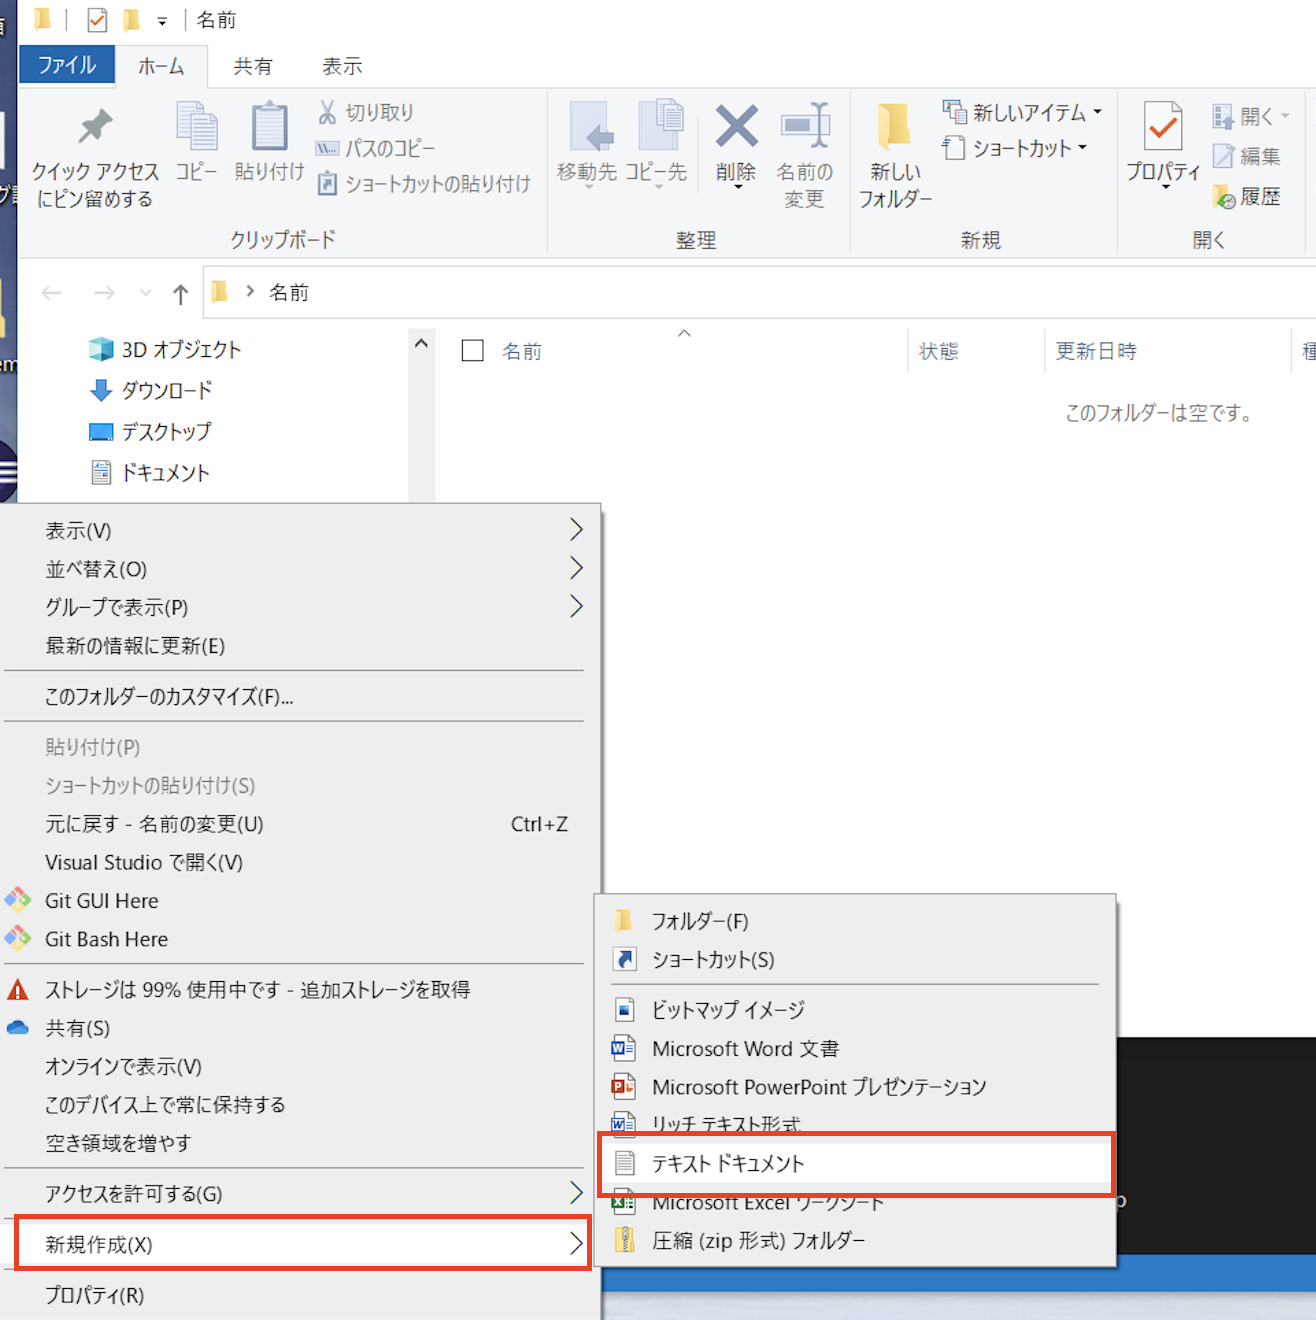 名前
ファイル ホーム 共有 表示
クイック アクセス
にピン留めする
コピー
貼り付け
切り取り
パスのコピー
ショートカットの貼り付け
クリップボード
移動先
コピー先
削除
名前の
変更
整理
新しい
フォルダー
新しいアイテム
ショートカット
新規
プロパティ
開く
編集
履歴
開く
名前
3D オブジェクト
ダウンロード
デスクトップ
ドキュメント
名前 状態 更新日時 種
このフォルダーは空です。
表示(V)
並べ替え(O)
グループで表示(P)
最新の情報に更新(E)
このフォルダーのカスタマイズ(F)...
貼り付け(P)
ショートカットの貼り付け(S)
元に戻す - 名前の変更(U) Ctrl+Z
Visual Studio で開く(V)
Git GUI Here
Git Bash Here
ストレージは 99% 使用中です - 追加ストレージを取得
共有(S)
オンラインで表示(V)
このデバイス上で常に保持する
空き領域を増やす
アクセスを許可する(G)
新規作成(X)
プロパティ(R)
フォルダー(F)
ショートカット(S)
ビットマップ イメージ
Microsoft Word 文書
Microsoft PowerPoint プレゼンテーション
リッチ テキスト形式
テキスト ドキュメント
Microsoft Excel ワークシート
圧縮 (zip 形式) フォルダー